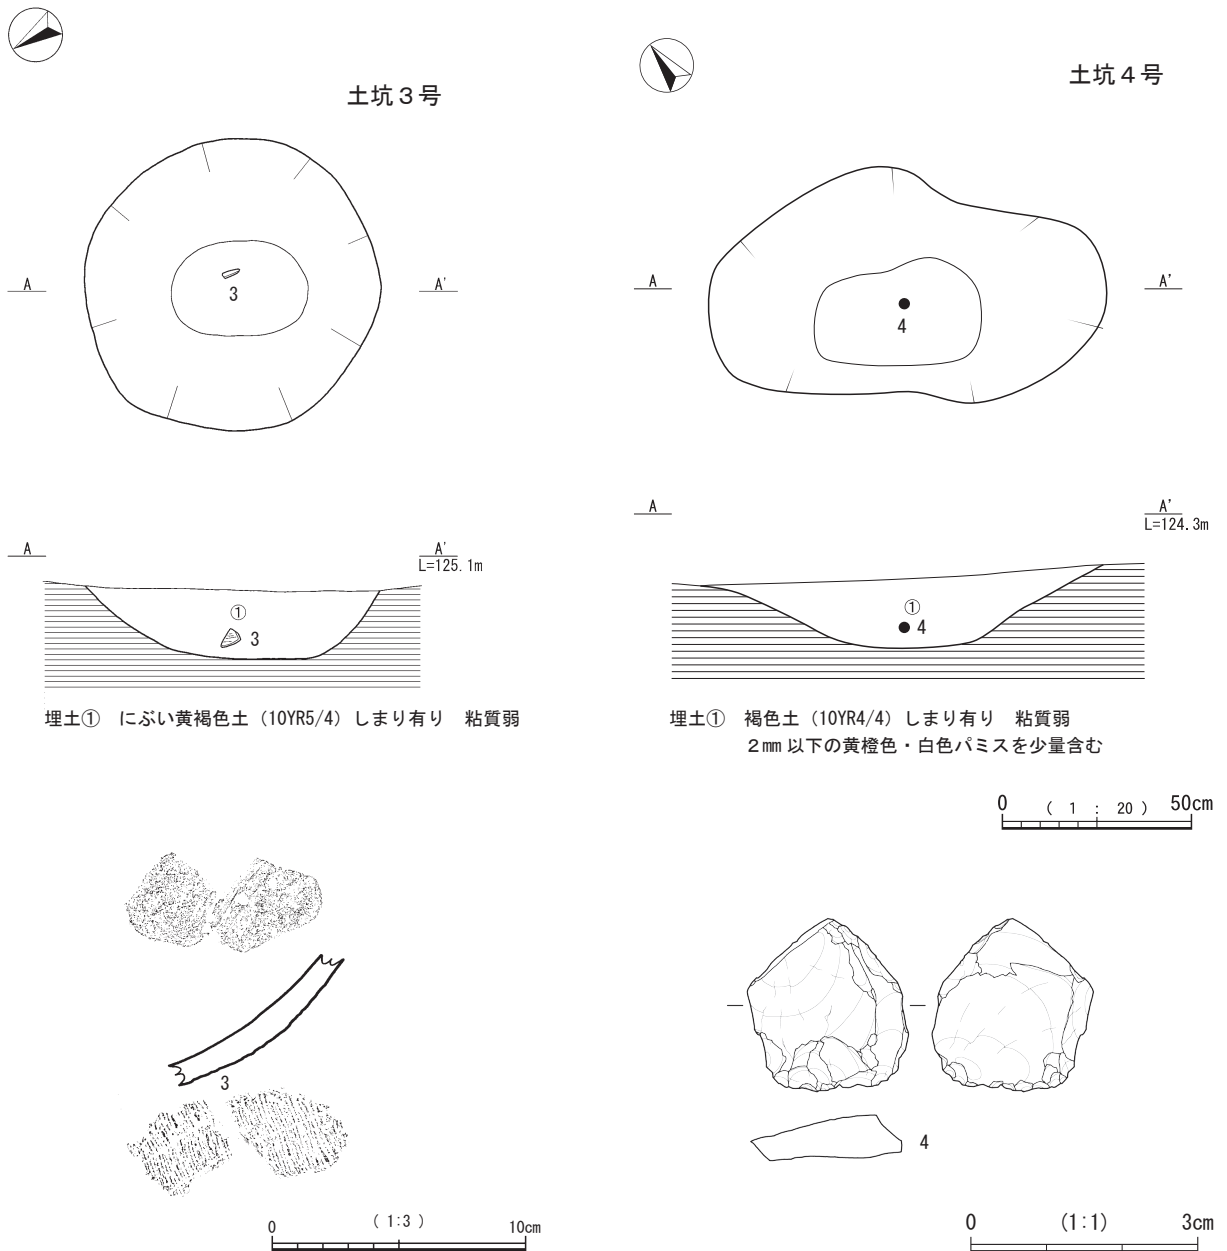 土坑３号
3
A
A'
A
A'
L=125.1m
①
3
埋土①　にぶい黄褐色土（10YR5/4）しまり有り　粘質弱
3
0
（ 1:3 ）
10cm
土坑４号
A
A'
4
A
A'
L=124.3m
①
4
埋土①　褐色土（10YR4/4）しまり有り　粘質弱
２㎜ 以下の黄橙色・白色パミスを少量含む
0
（ 1 : 20 ）
50cm
4
0
(1:1)
3cm